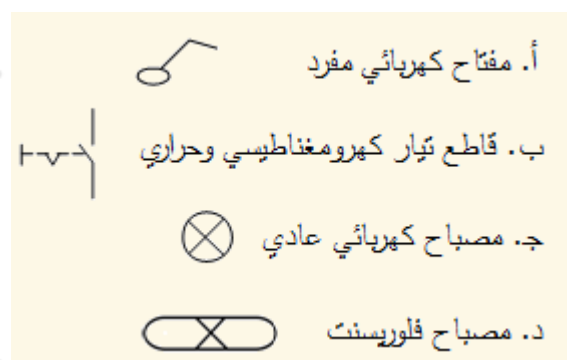 أ. مفتاح كهربائي مفرد
ب. قاطع تيار كهرومغناطيسي وحراري
ج. مصباح كهربائي عادي
د. مصباح فلوريسنت